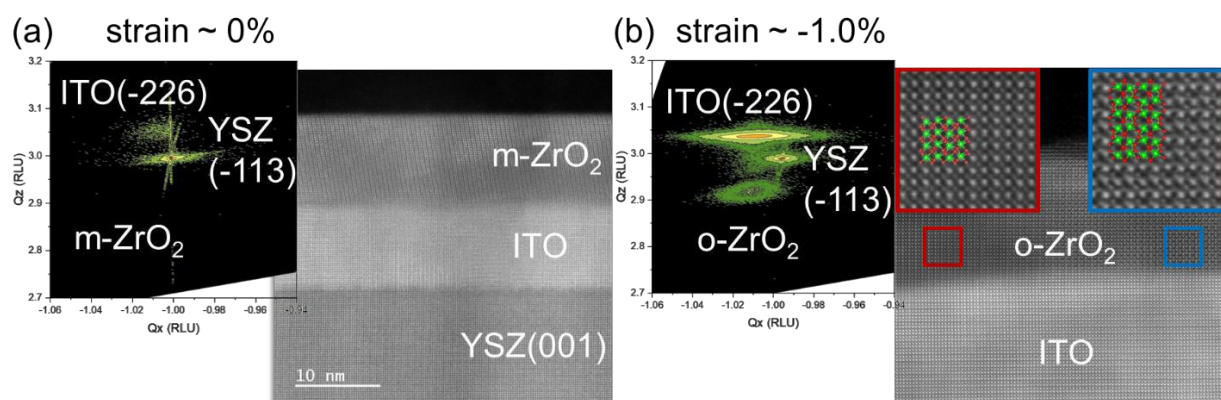 (a) strain ~ 0%
ITO(-226)
YSZ
(-113)
m-ZrO₂
3.2
3.1
3.0
2.9
2.8
2.7
Qz (RLU)
-1.06 -1.04 -1.02 -1.00 -0.98 -0.96 -0.94
Qx (RLU)
m-ZrO₂
ITO
YSZ(001)
10 nm
(b) strain ~ -1.0%
ITO(-226)
YSZ
(-113)
o-ZrO₂
3.2
3.1
3.0
2.9
2.8
2.7
Qz (RLU)
-1.06 -1.04 -1.02 -1.00 -0.98 -0.96 -0.94
Qx (RLU)
o-ZrO₂
ITO